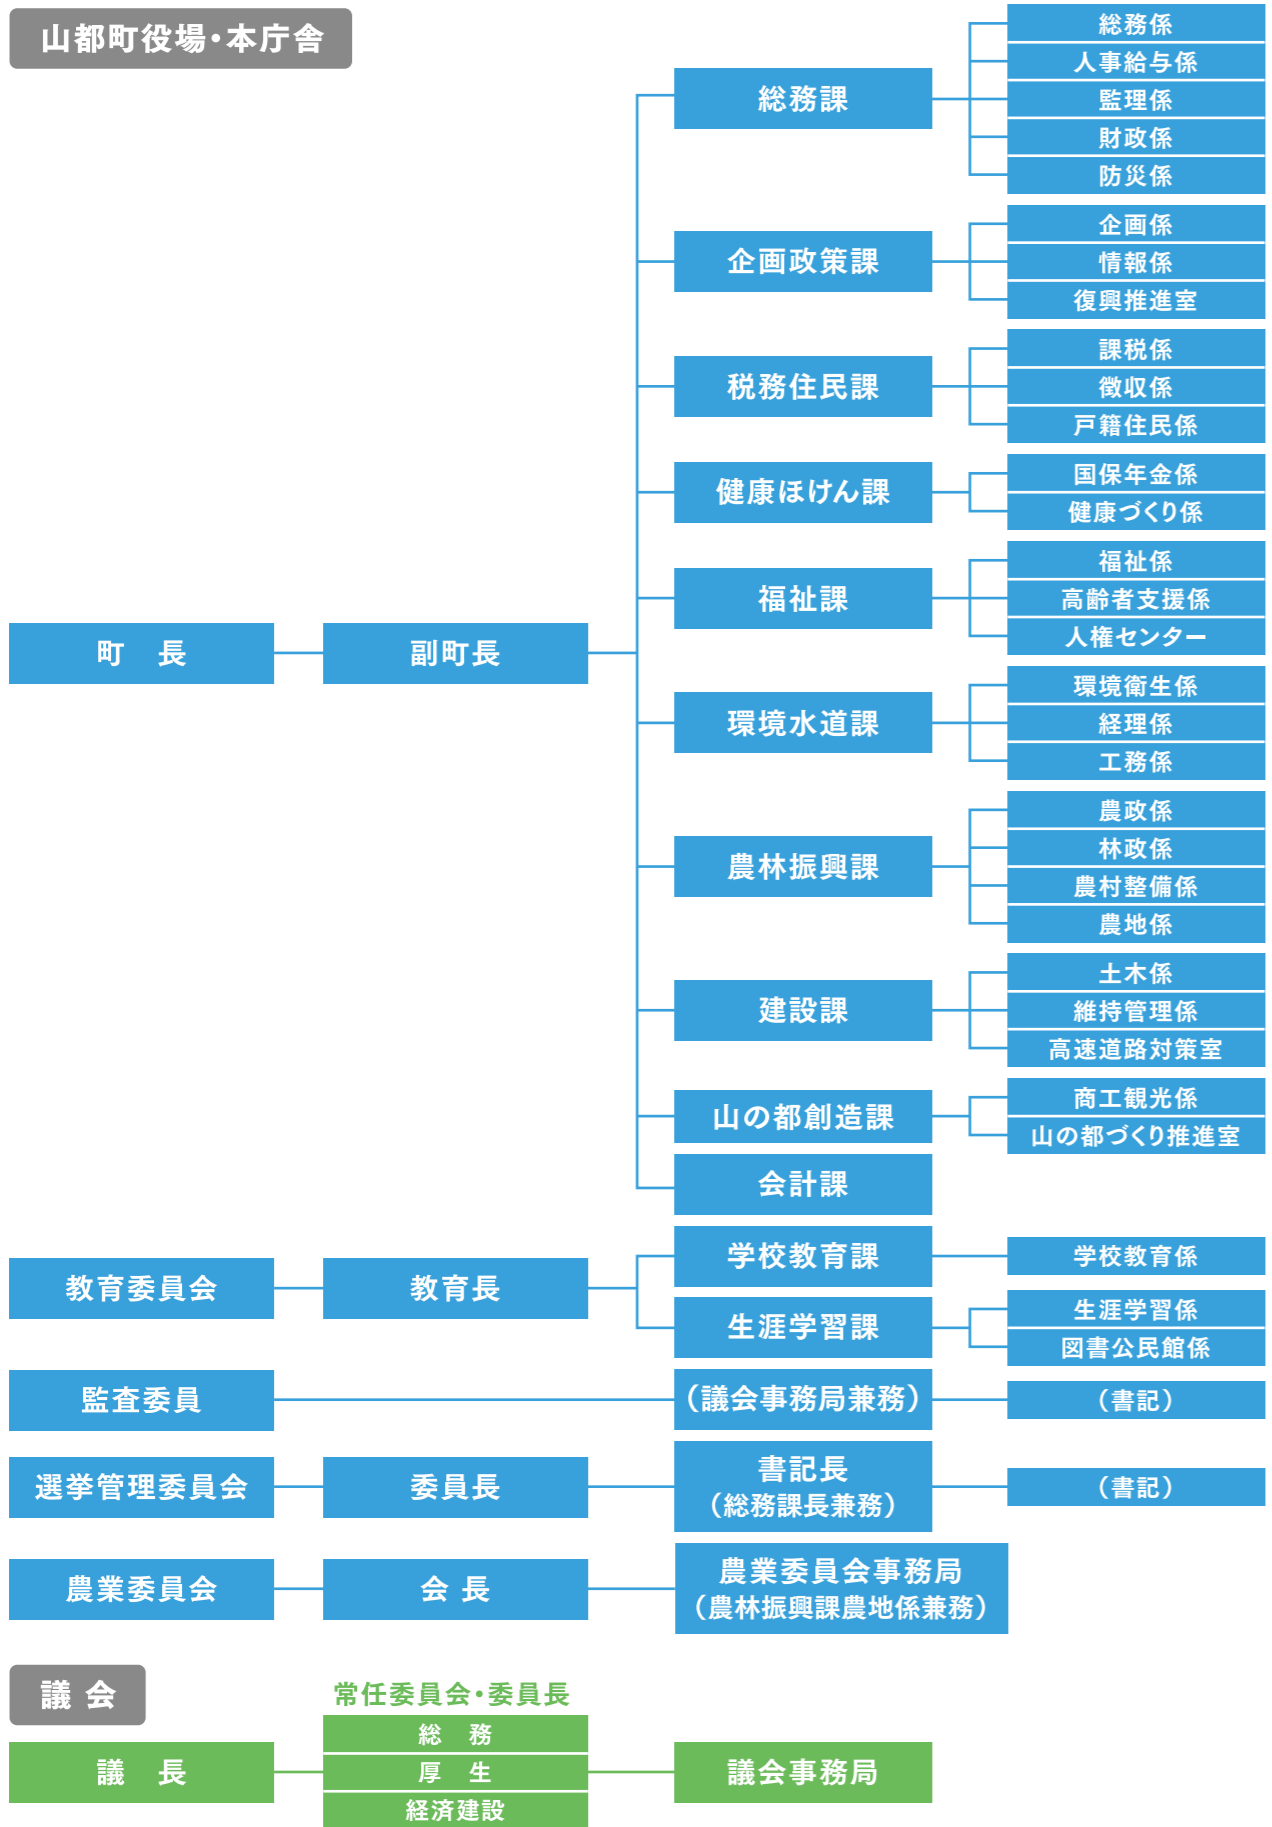 山都町役場・本庁舎
町　長
副町長
総務課
総務係
人事給与係
監理係
財政係
防災係
企画政策課
企画係
情報係
復興推進室
税務住民課
課税係
徴収係
戸籍住民係
健康ほけん課
国保年金係
健康づくり係
福祉課
福祉係
高齢者支援係
人権センター
環境水道課
環境衛生係
経理係
工務係
農林振興課
農政係
林政係
農村整備係
農地係
建設課
土木係
維持管理係
高速道路対策室
山の都創造課
商工観光係
山の都づくり推進室
会計課
教育委員会
教育長
学校教育課
学校教育係
生涯学習課
生涯学習係
図書公民館係
監査委員
（議会事務局兼務）
（書記）
選挙管理委員会
委員長
書記長
（総務課長兼務）
（書記）
農業委員会
会 長
農業委員会事務局
（農林振興課農地係兼務）
議 会
議　長
常任委員会・委員長
総　務
厚　生
経済建設
議会事務局